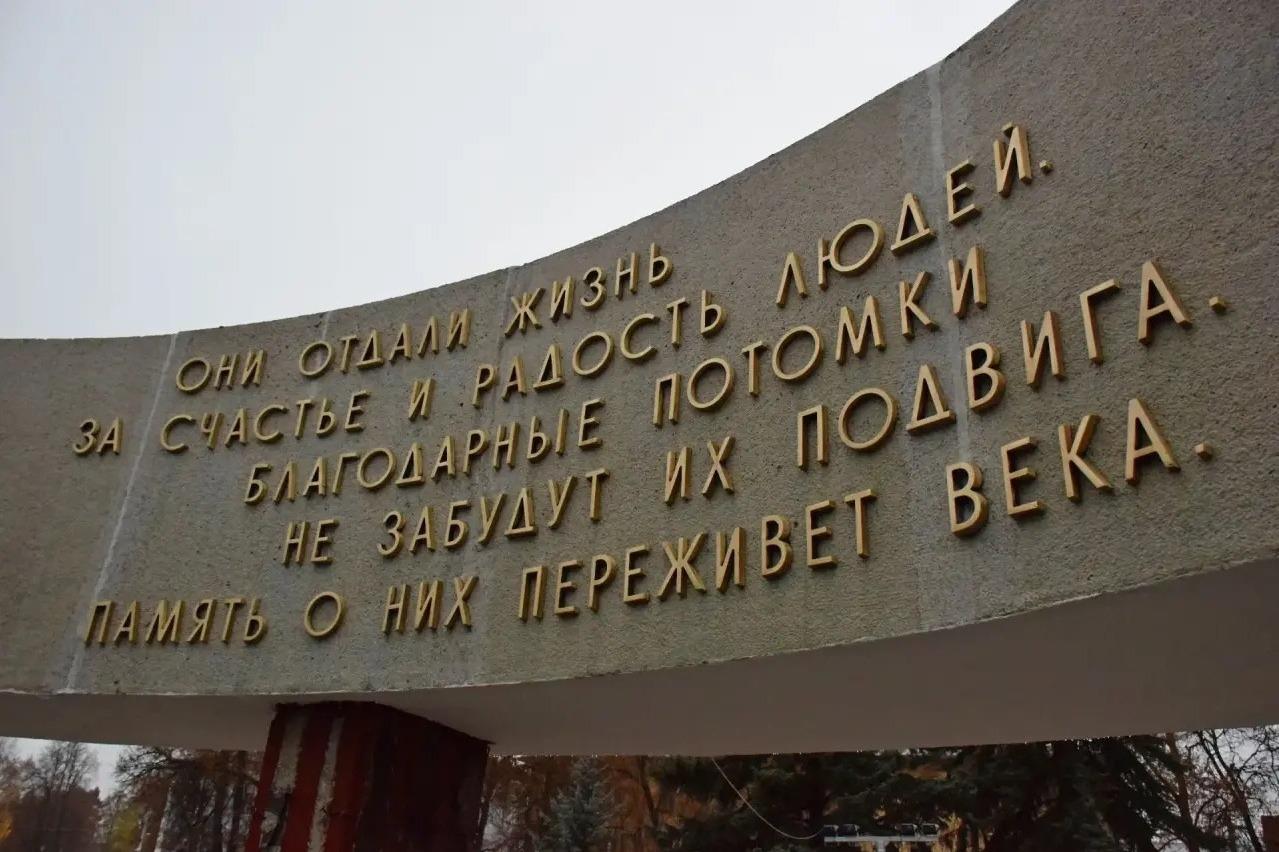 ОНИ ОТДАЛИ ЖИЗНЬ
ЗА СЧАСТЬЕ И РАДОСТЬ ЛЮДЕЙ.
БЛАГОДАРНЫЕ ПОТОМКИ
НЕ ЗАБУДУТ ИХ ПОДВИГА.
ПАМЯТЬ О НИХ ПЕРЕЖИВЕТ ВЕКА.